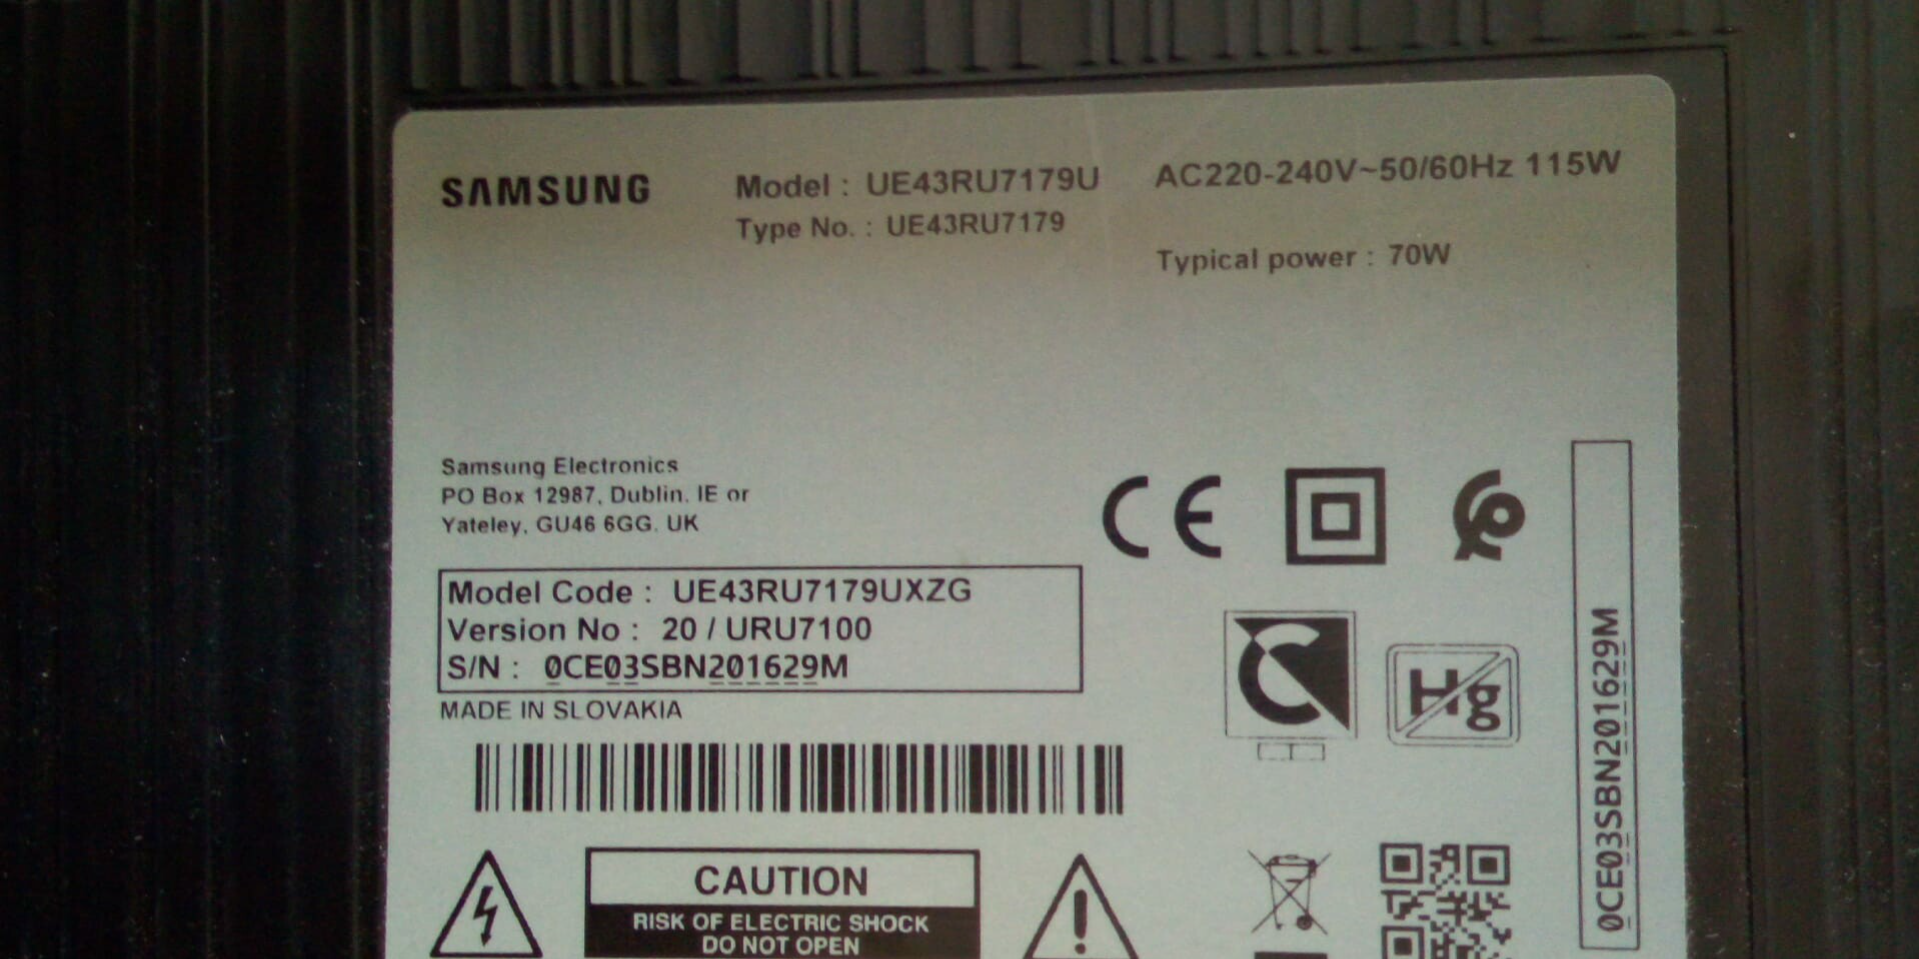 SAMSUNG
Model : UE43RU7179U
Type No. : UE43RU7179
AC220-240V~50/60Hz 115W
Typical power : 70W
Samsung Electronics
PO Box 12987, Dublin. IE or
Yateley, GU46 6GG. UK
CE
Model Code : UE43RU7179UXZG
Version No : 20 / URU7100
S/N : 0CE03SBN201629M
MADE IN SLOVAKIA
Hg
0CE03SBN201629M
CAUTION
RISK OF ELECTRIC SHOCK
DO NOT OPEN